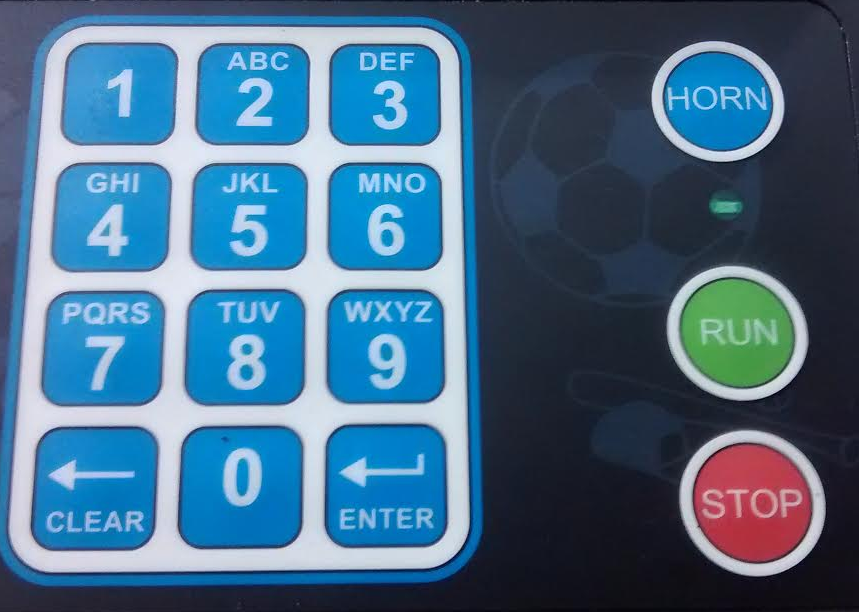 1
ABC
2
DEF
3
HORN
GHI
4
JKL
5
MNO
6
PQRS
7
TUV
8
WXYZ
9
RUN
CLEAR
0
ENTER
STOP